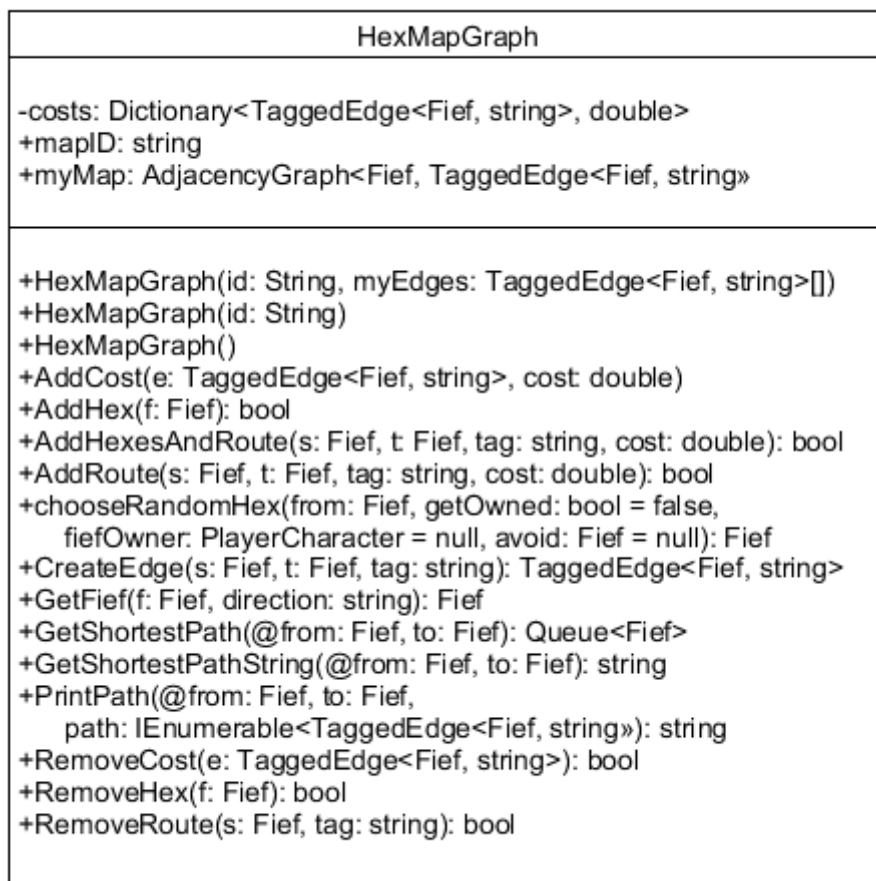 HexMapGraph
-costs: Dictionary<TaggedEdge<Fief, string>, double>
+mapID: string
+myMap: AdjacencyGraph<Fief, TaggedEdge<Fief, string»
+HexMapGraph(id: String, myEdges: TaggedEdge<Fief, string>[])
+HexMapGraph(id: String)
+HexMapGraph()
+AddCost(e: TaggedEdge<Fief, string>, cost: double)
+AddHex(f: Fief): bool
+AddHexesAndRoute(s: Fief, t: Fief, tag: string, cost: double): bool
+AddRoute(s: Fief, t: Fief, tag: string, cost: double): bool
+chooseRandomHex(from: Fief, getOwned: bool = false,
fiefOwner: PlayerCharacter = null, avoid: Fief = null): Fief
+CreateEdge(s: Fief, t: Fief, tag: string): TaggedEdge<Fief, string>
+GetFief(f: Fief, direction: string): Fief
+GetShortestPath(@from: Fief, to: Fief): Queue<Fief>
+GetShortestPathString(@from: Fief, to: Fief): string
+PrintPath(@from: Fief, to: Fief,
path: IEnumerable<TaggedEdge<Fief, string»): string
+RemoveCost(e: TaggedEdge<Fief, string>): bool
+RemoveHex(f: Fief): bool
+RemoveRoute(s: Fief, tag: string): bool